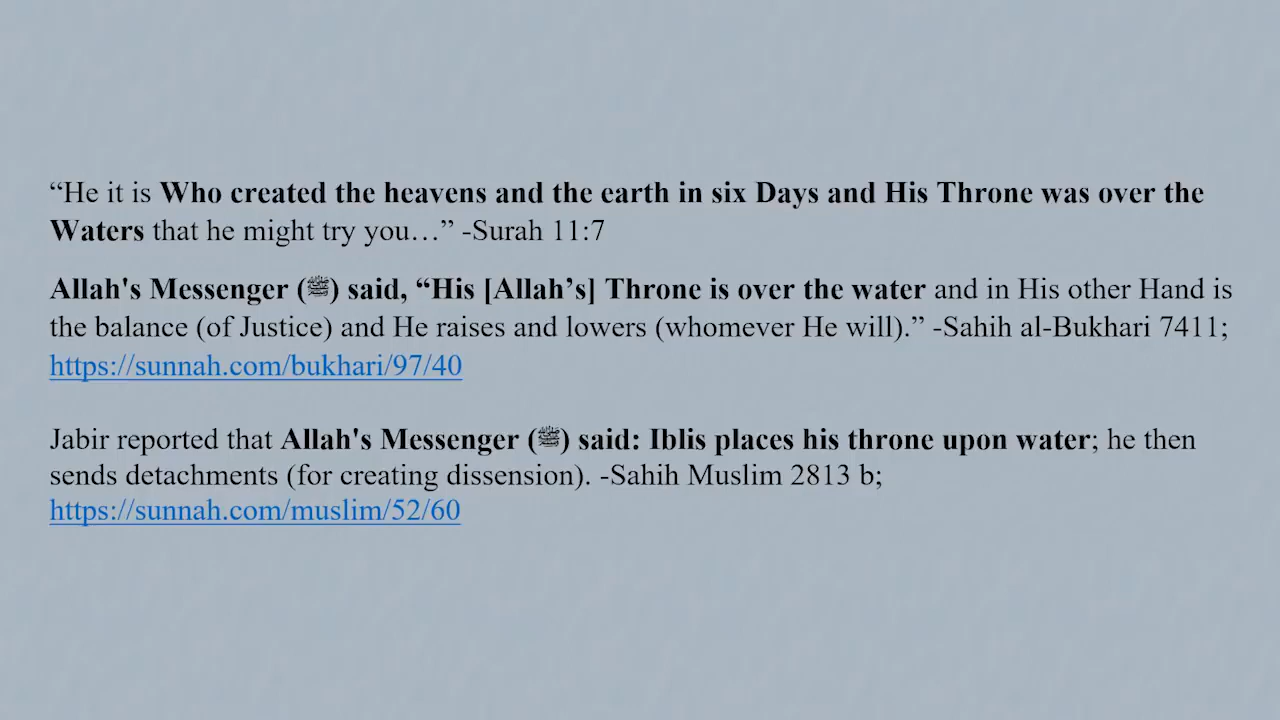 “He it is Who created the heavens and the earth in six Days and His Throne was over the
Waters that he might try you…” -Surah 11:7
Allah's Messenger (ﷺ) said, “His [Allah’s] Throne is over the water and in His other Hand is
the balance (of Justice) and He raises and lowers (whomever He will).” -Sahih al-Bukhari 7411;
https://sunnah.com/bukhari/97/40
Jabir reported that Allah's Messenger (ﷺ) said: Iblis places his throne upon water; he then
sends detachments (for creating dissension). -Sahih Muslim 2813 b;
https://sunnah.com/muslim/52/60